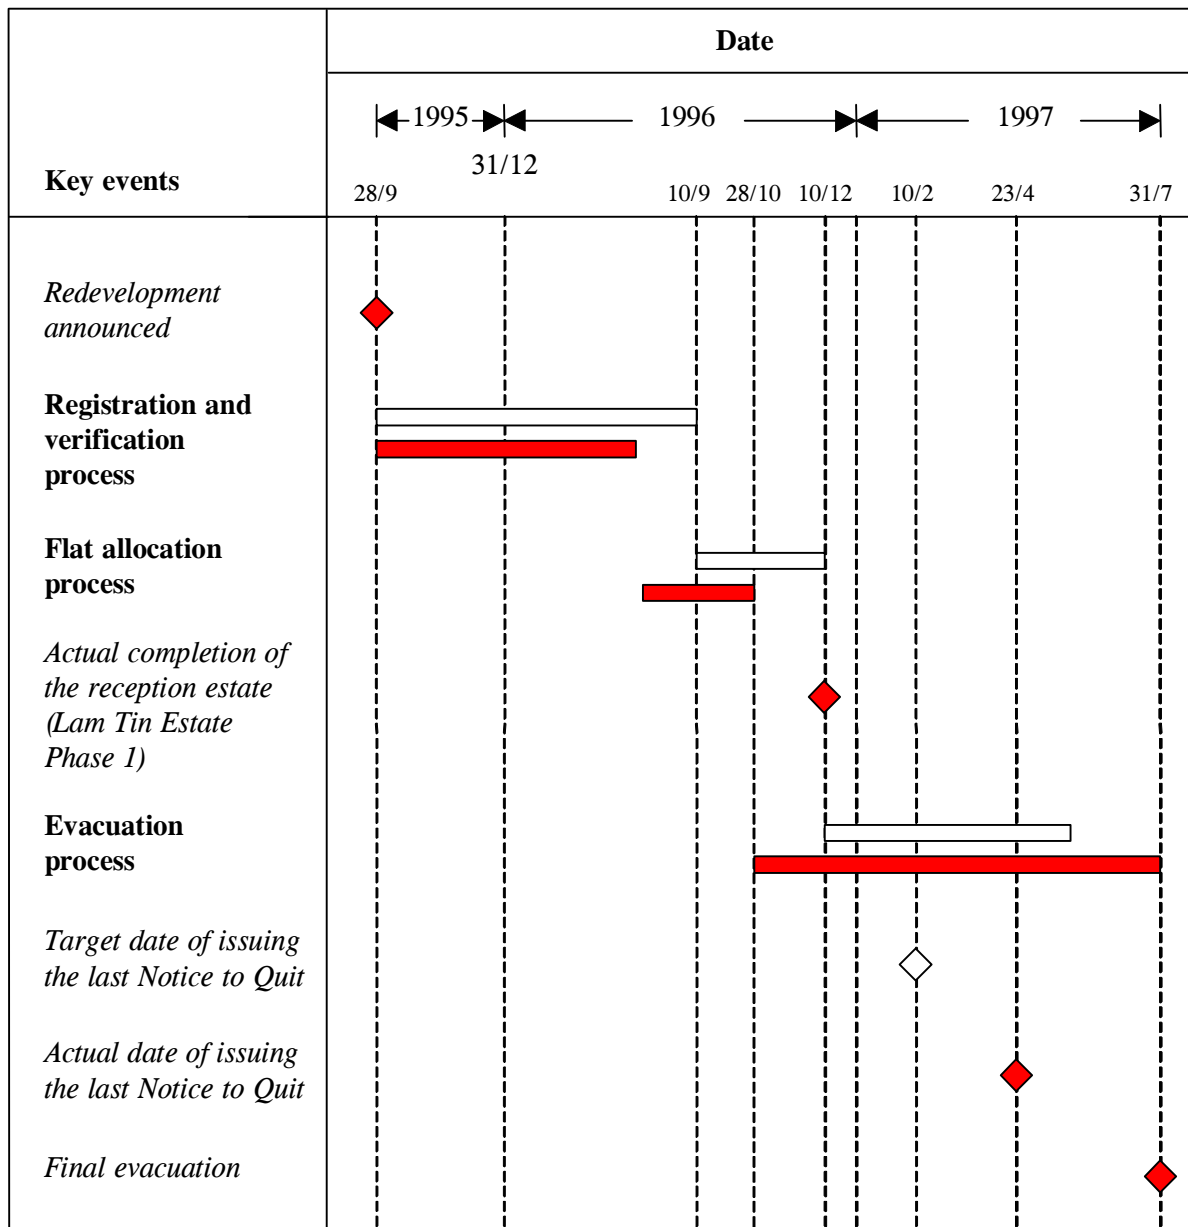 Date
1995
1996
1997
31/12
Key events
28/9
10/9
28/10
10/12
10/2
23/4
31/7
Redevelopment
announced
Registration and
verification
process
Flat allocation
process
Actual completion of
the reception estate
(Lam Tin Estate
Phase 1)
Evacuation
process
Target date of issuing
the last Notice to Quit
Actual date of issuing
the last Notice to Quit
Final evacuation